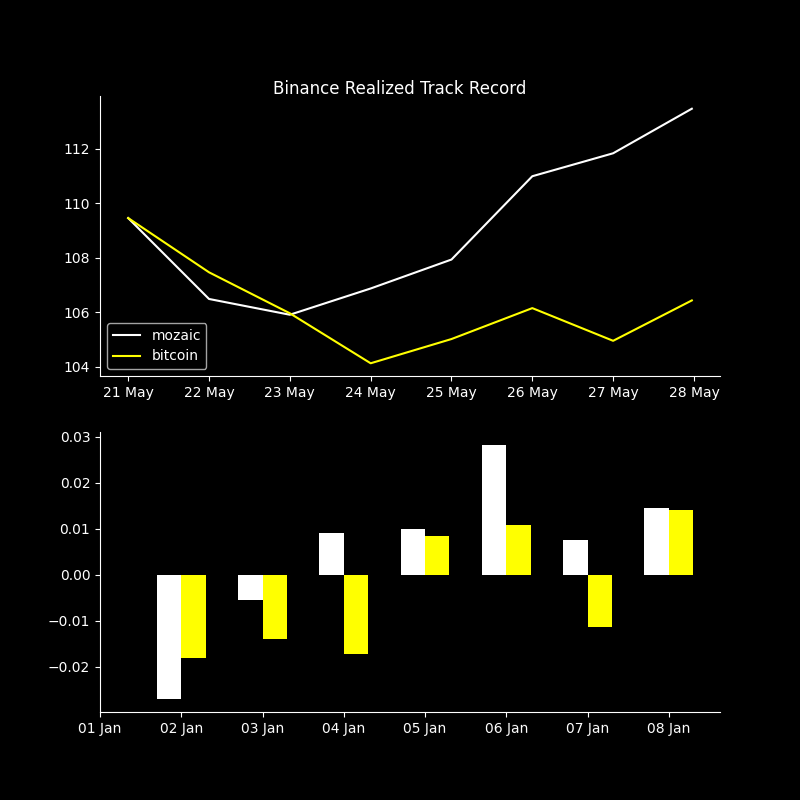 Binance Realized Track Record
112
110
108
106
104
mozaic
bitcoin
21 May 22 May 23 May 24 May 25 May 26 May 27 May 28 May
0.03
0.02
0.01
0.00
−0.01
−0.02
01 Jan 02 Jan 03 Jan 04 Jan 05 Jan 06 Jan 07 Jan 08 Jan